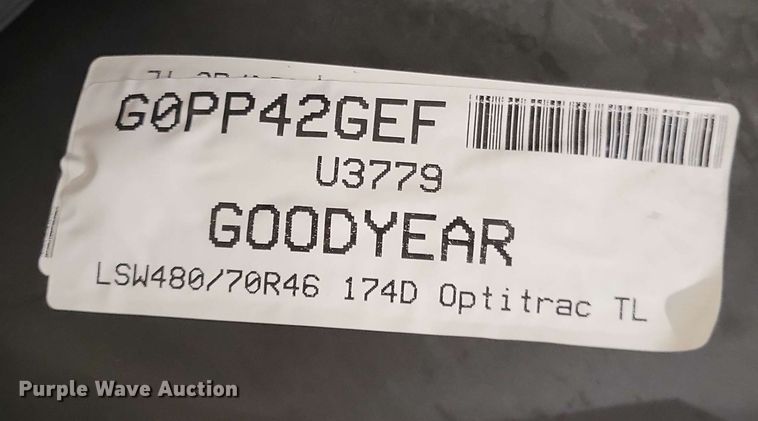 G0PP42GEF
U3779
GOODYEAR
LSW480/70R46 174D Optitrac TL
Purple Wave Auction